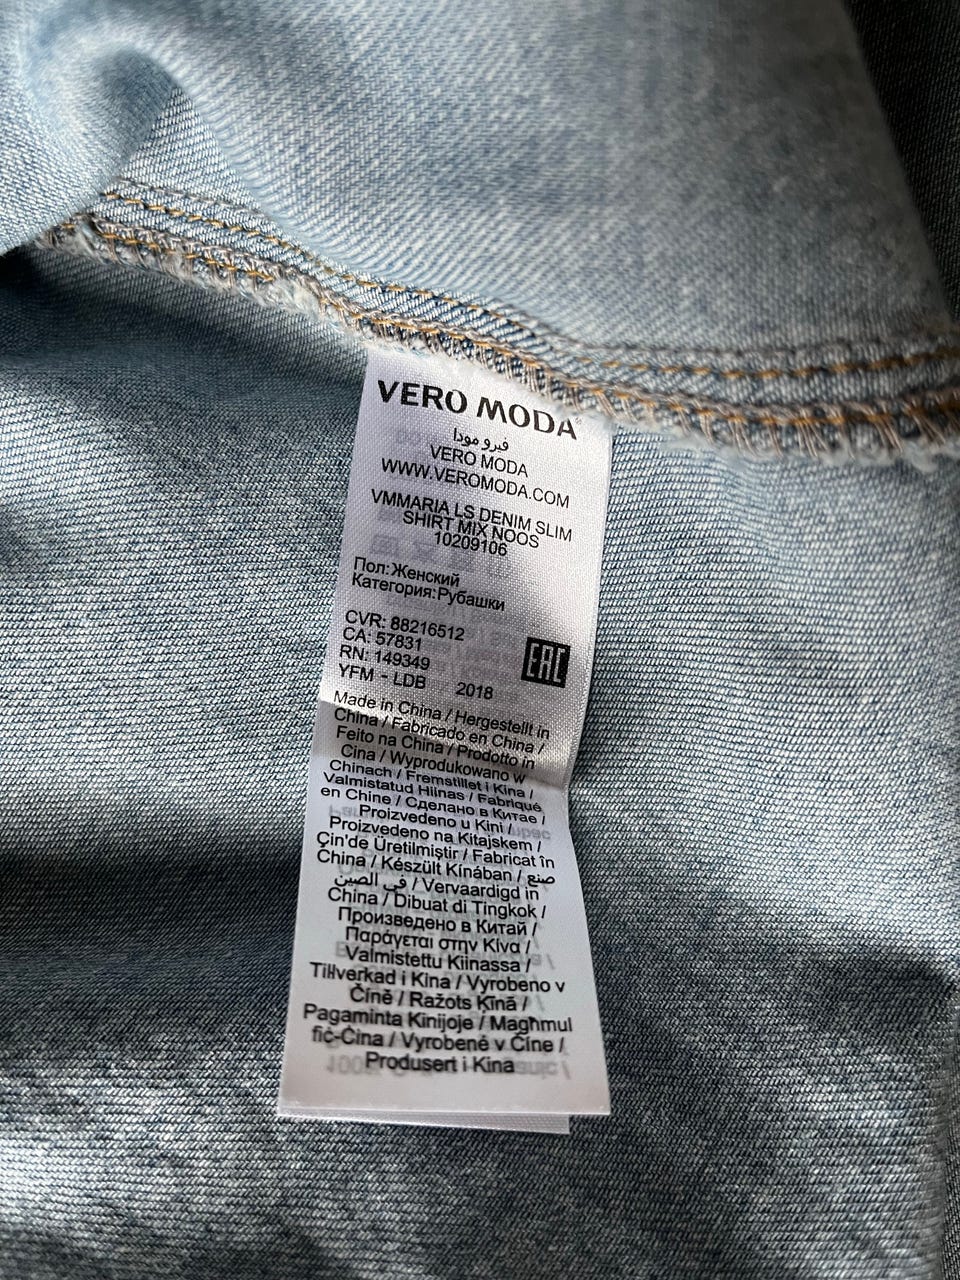 VERO MODA®
فيرو مودا
VERO MODA
WWW.VEROMODA.COM
VMMARIA LS DENIM SLIM
SHIRT MIX NOOS
10209106
Пол:Женский
Категория:Рубашки
CVR: 88216512
CA: 57831
RN: 149349
YFM - LDB 2018
EAC
Made in China / Hergestellt in
China / Fabricado en China /
Feito na China / Prodotto in
Cina / Wyprodukowano w
Chinach / Fremstillet i Kina /
Valmistatud Hiinas / Fabriqué
en Chine / Сделано в Китае /
Proizvedeno u Kini /
Proizvedeno na Kitajskem /
Çin'de Üretilmiştir / Fabricat în
China / Készült Kínában / صنع
في الصين / Vervaardigd in
China / Dibuat di Tingkok /
Произведено в Китай /
Παράγεται στην Κίνα /
Valmistettu Kiinassa /
Tillverkad i Kina / Vyrobeno v
Číně / Ražots Ķīnā /
Pagaminta Kinijoje / Magħmul
fiċ-Ċina / Vyrobené v Číne /
Produsert i Kina